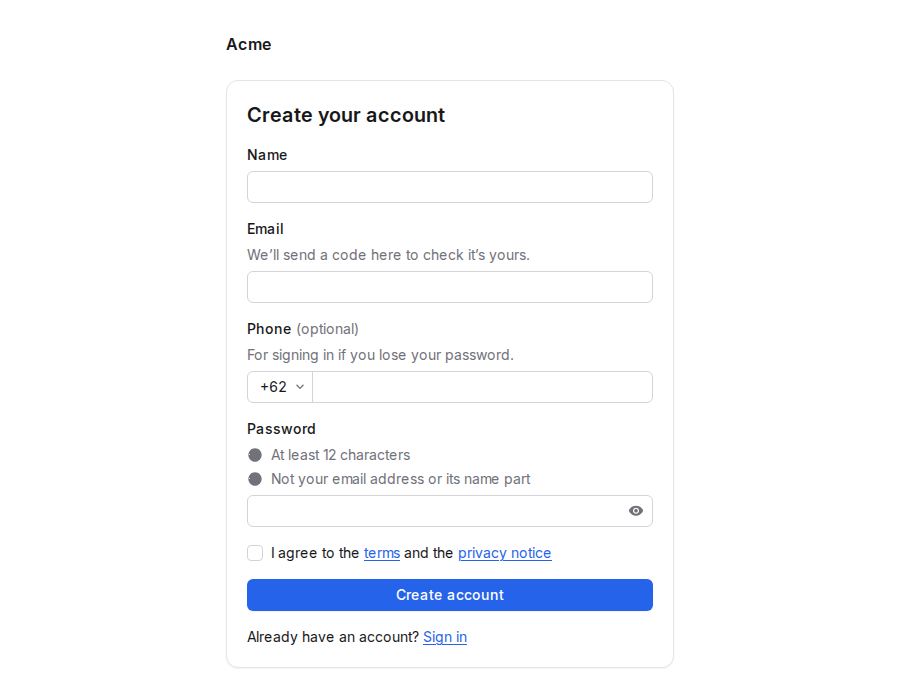 Acme
Create your account
Name
Email
We’ll send a code here to check it’s yours.
Phone (optional)
For signing in if you lose your password.
+62
Password
At least 12 characters
Not your email address or its name part
I agree to the terms and the privacy notice
Create account
Already have an account? Sign in